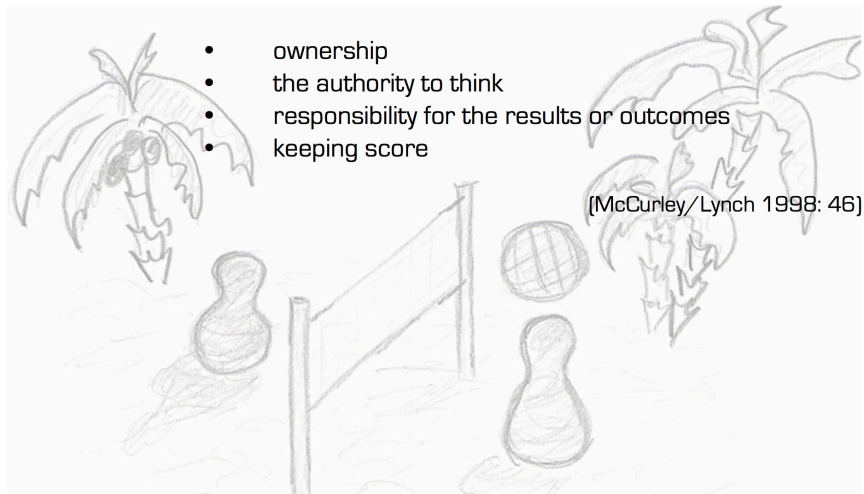 • ownership
• the authority to think
• responsibility for the results or outcomes
• keeping score
(McCurley/Lynch 1998: 46)